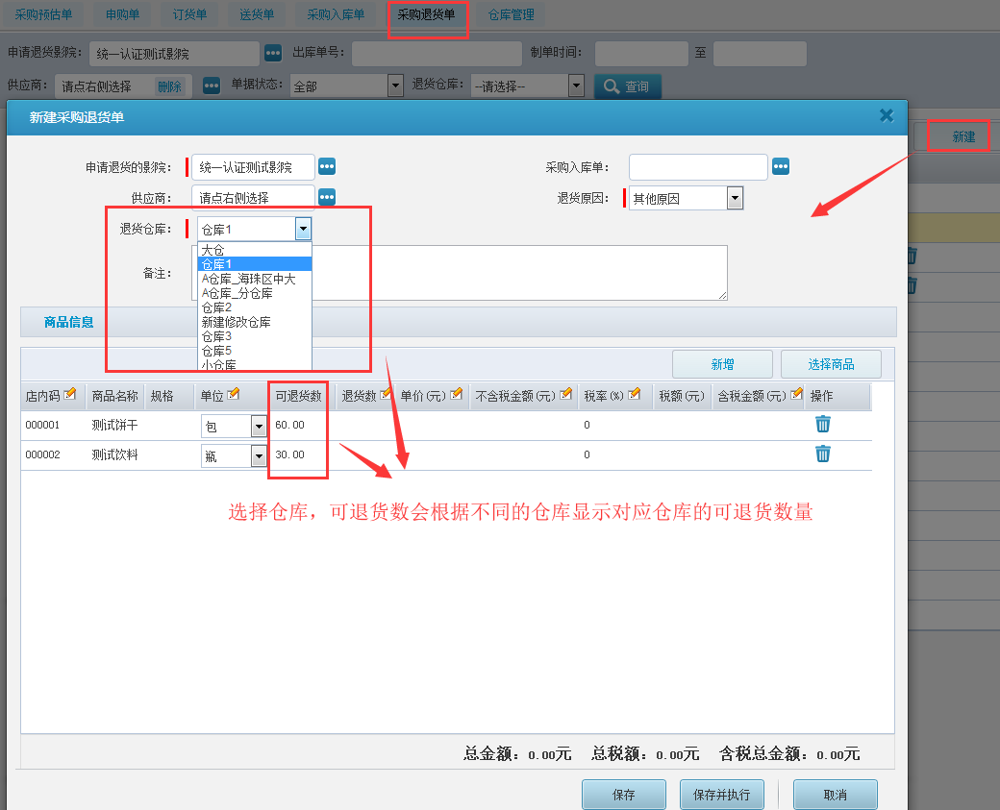 采购预估单 申购单 订货单 送货单 采购入库单 采购退货单 仓库管理
申请退货影院: 统一认证测试影院 出库单号: 制单时间: 至
供应商: 请点右侧选择 删除 单据状态: 全部 退货仓库: --请选择-- 查询
新建采购退货单
新建
申请退货的影院: 统一认证测试影院 采购入库单:
供应商: 请点右侧选择 退货原因: 其他原因
退货仓库: 仓库1
大仓
仓库1
备注:
A仓库_海珠区中大
A仓库_分仓库
仓库2
新建修改仓库
仓库3
仓库5
小仓库
商品信息
新增 选择商品
店内码 商品名称 规格 单位 可退货数 退货数 单价(元) 不含税金额(元) 税率(%) 税额(元) 含税金额(元) 操作
000001 测试饼干 包 60.00 0
000002 测试饮料 瓶 30.00 0
选择仓库，可退货数会根据不同的仓库显示对应仓库的可退货数量
总金额: 0.00元 总税额: 0.00元 含税总金额: 0.00元
保存 保存并执行 取消